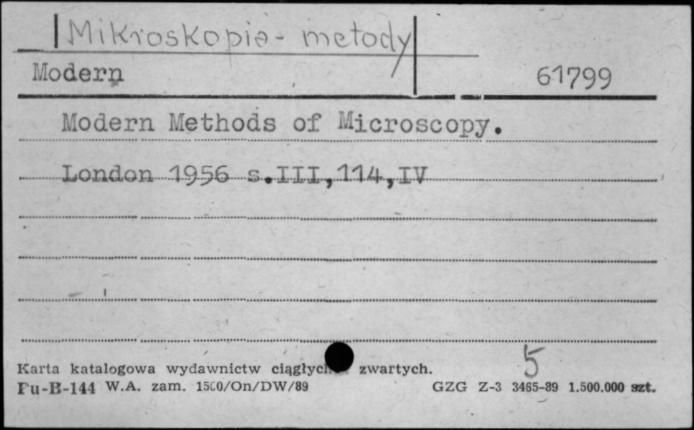 Mikroskopia - metody
Modern 61799
Modern Methods of Microscopy.
London 1956 s.III,114,IV
5
Karta katalogowa wydawnictw zwartych.
Pu-B-144 W.A. zam. 1500/On/DW/89 GZG Z-3 3465-89 1.500.000 szt.